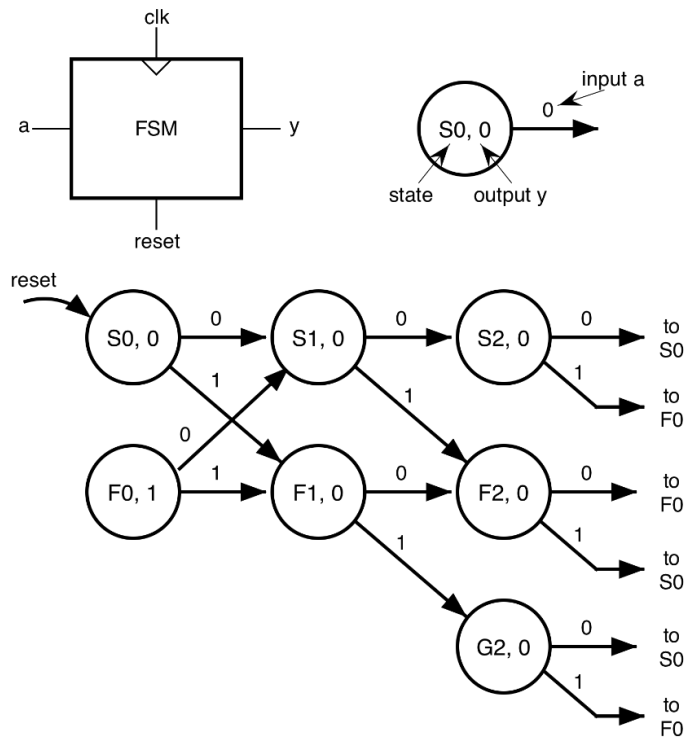 clk
a
FSM
y
reset
input a
0
S0, 0
state
output y
reset
S0, 0
0
S1, 0
0
S2, 0
0
to
S0
1
1
1
to
F0
0
F0, 1
1
F1, 0
0
F2, 0
0
to
F0
1
1
to
S0
G2, 0
0
to
S0
1
to
F0